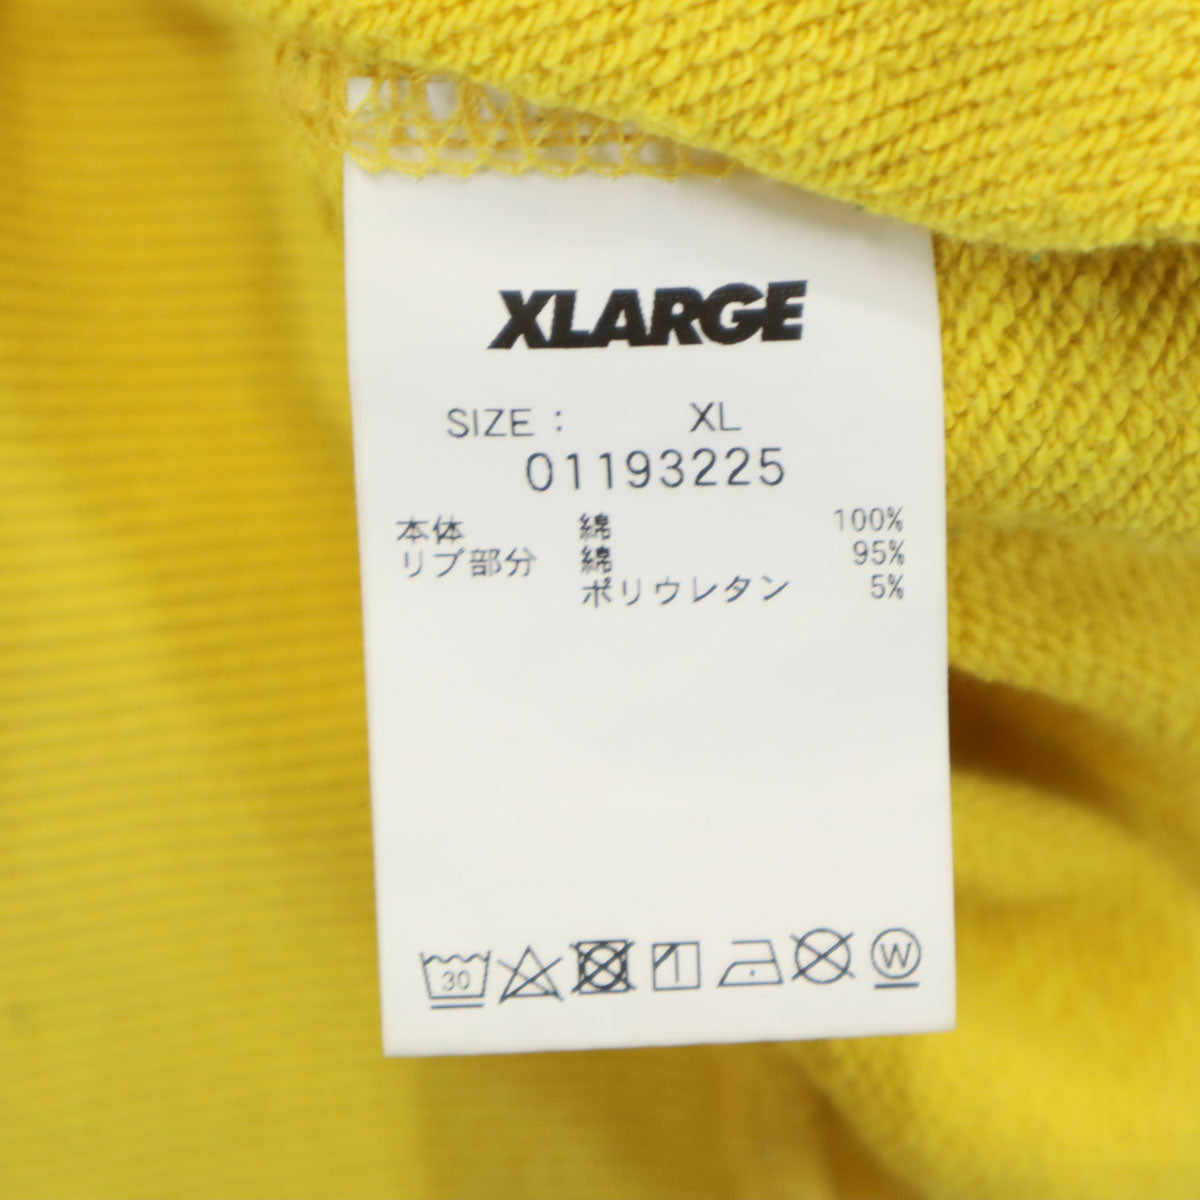 XLARGE
SIZE : XL
01193225
本体 綿 100%
リブ部分 綿 95%
ポリウレタン 5%
30 W